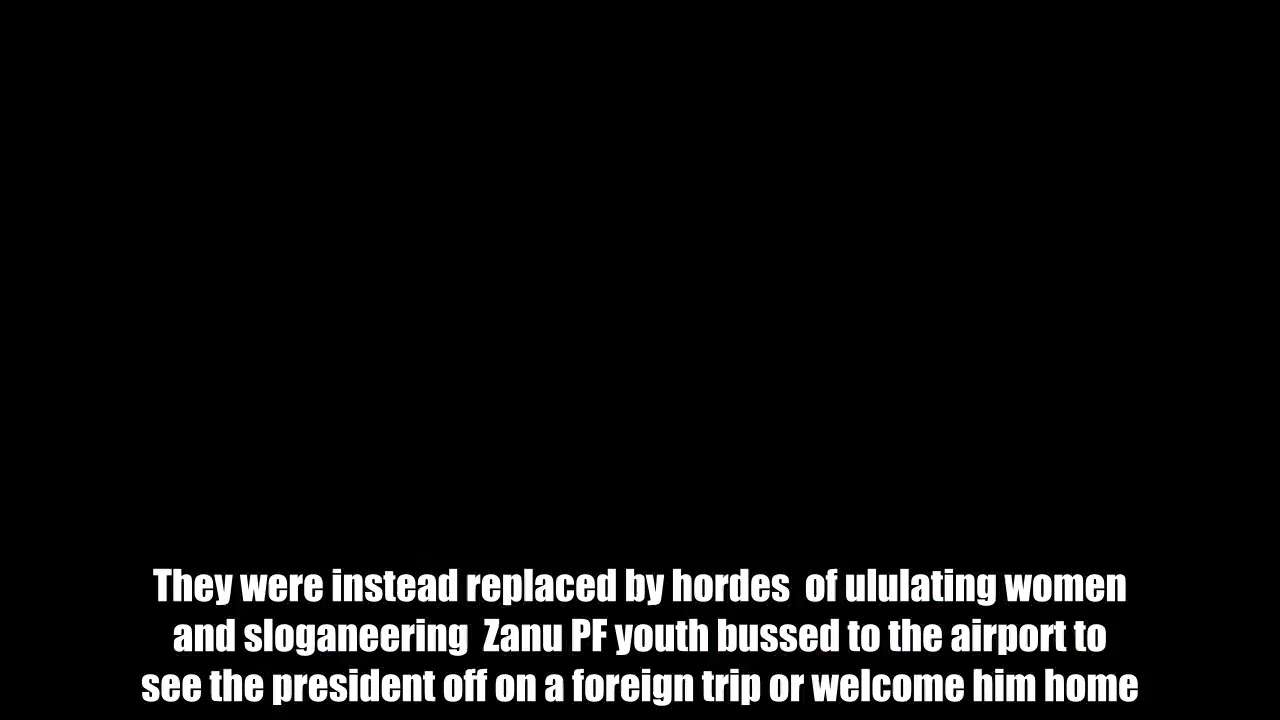 They were instead replaced by hordes  of ululating women
and sloganeering  Zanu PF youth bussed to the airport to
see the president off on a foreign trip or welcome him home